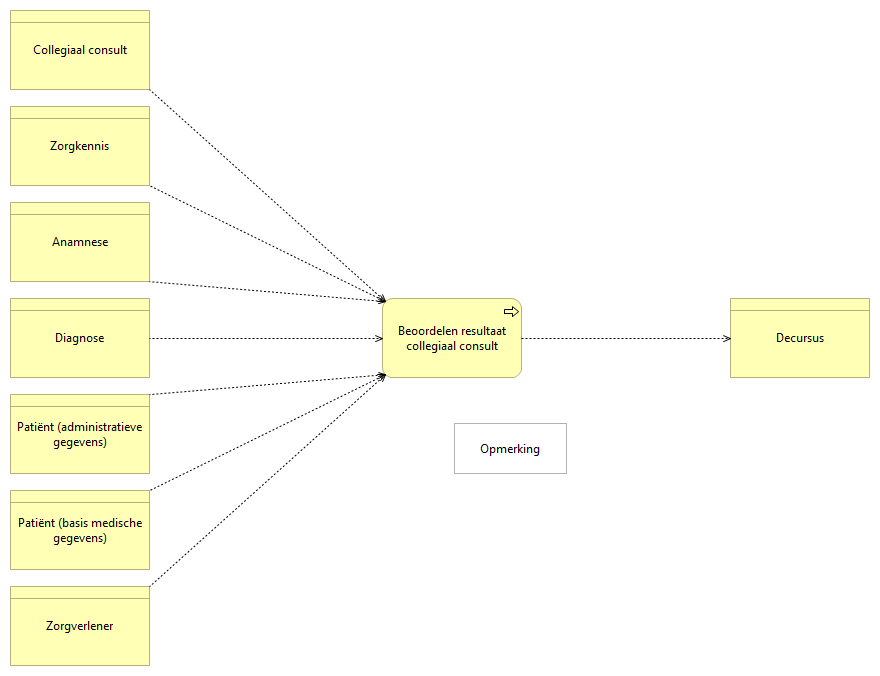 Collegiaal consult
Zorgkennis
Anamnese
Diagnose
Patiënt (administratieve
gegevens)
Patiënt (basis medische
gegevens)
Zorgverlener
Beoordelen resultaat
collegiaal consult
Opmerking
Decursus